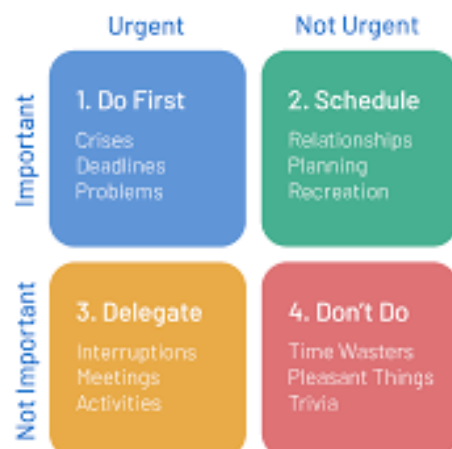 Urgent
Not Urgent
Important
1. Do First
Crises
Deadlines
Problems
2. Schedule
Relationships
Planning
Recreation
Not Important
3. Delegate
Interruptions
Meetings
Activities
4. Don't Do
Time Wasters
Pleasant Things
Trivia